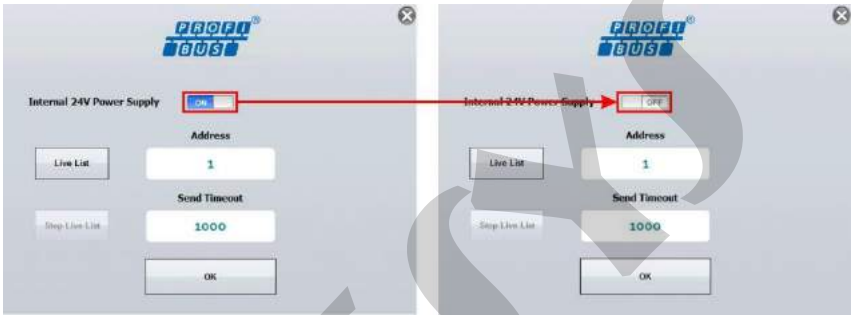 PROFI®
BUS
Internal 24V Power Supply
ON
Address
Live List
1
Send Timeout
Stop Live List
1000
OK
PROFI®
BUS
Internal 24V Power Supply
OFF
Address
Live List
1
Send Timeout
Stop Live List
1000
OK